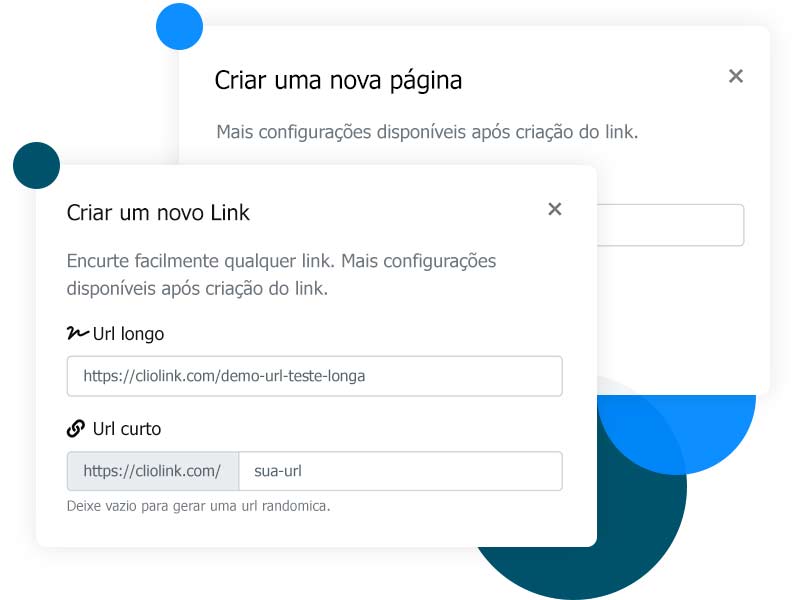 Criar uma nova página
Mais configurações disponíveis após criação do link.
Criar um novo Link
Encurte facilmente qualquer link. Mais configurações
disponíveis após criação do link.
Url longo
https://cliolink.com/demo-url-teste-longa
Url curto
https://cliolink.com/ sua-url
Deixe vazio para gerar uma url randomica.